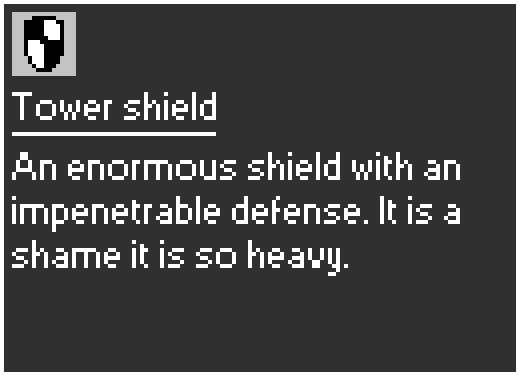 Tower shield
An enormous shield with an
impenetrable defense. It is a
shame it is so heavy.